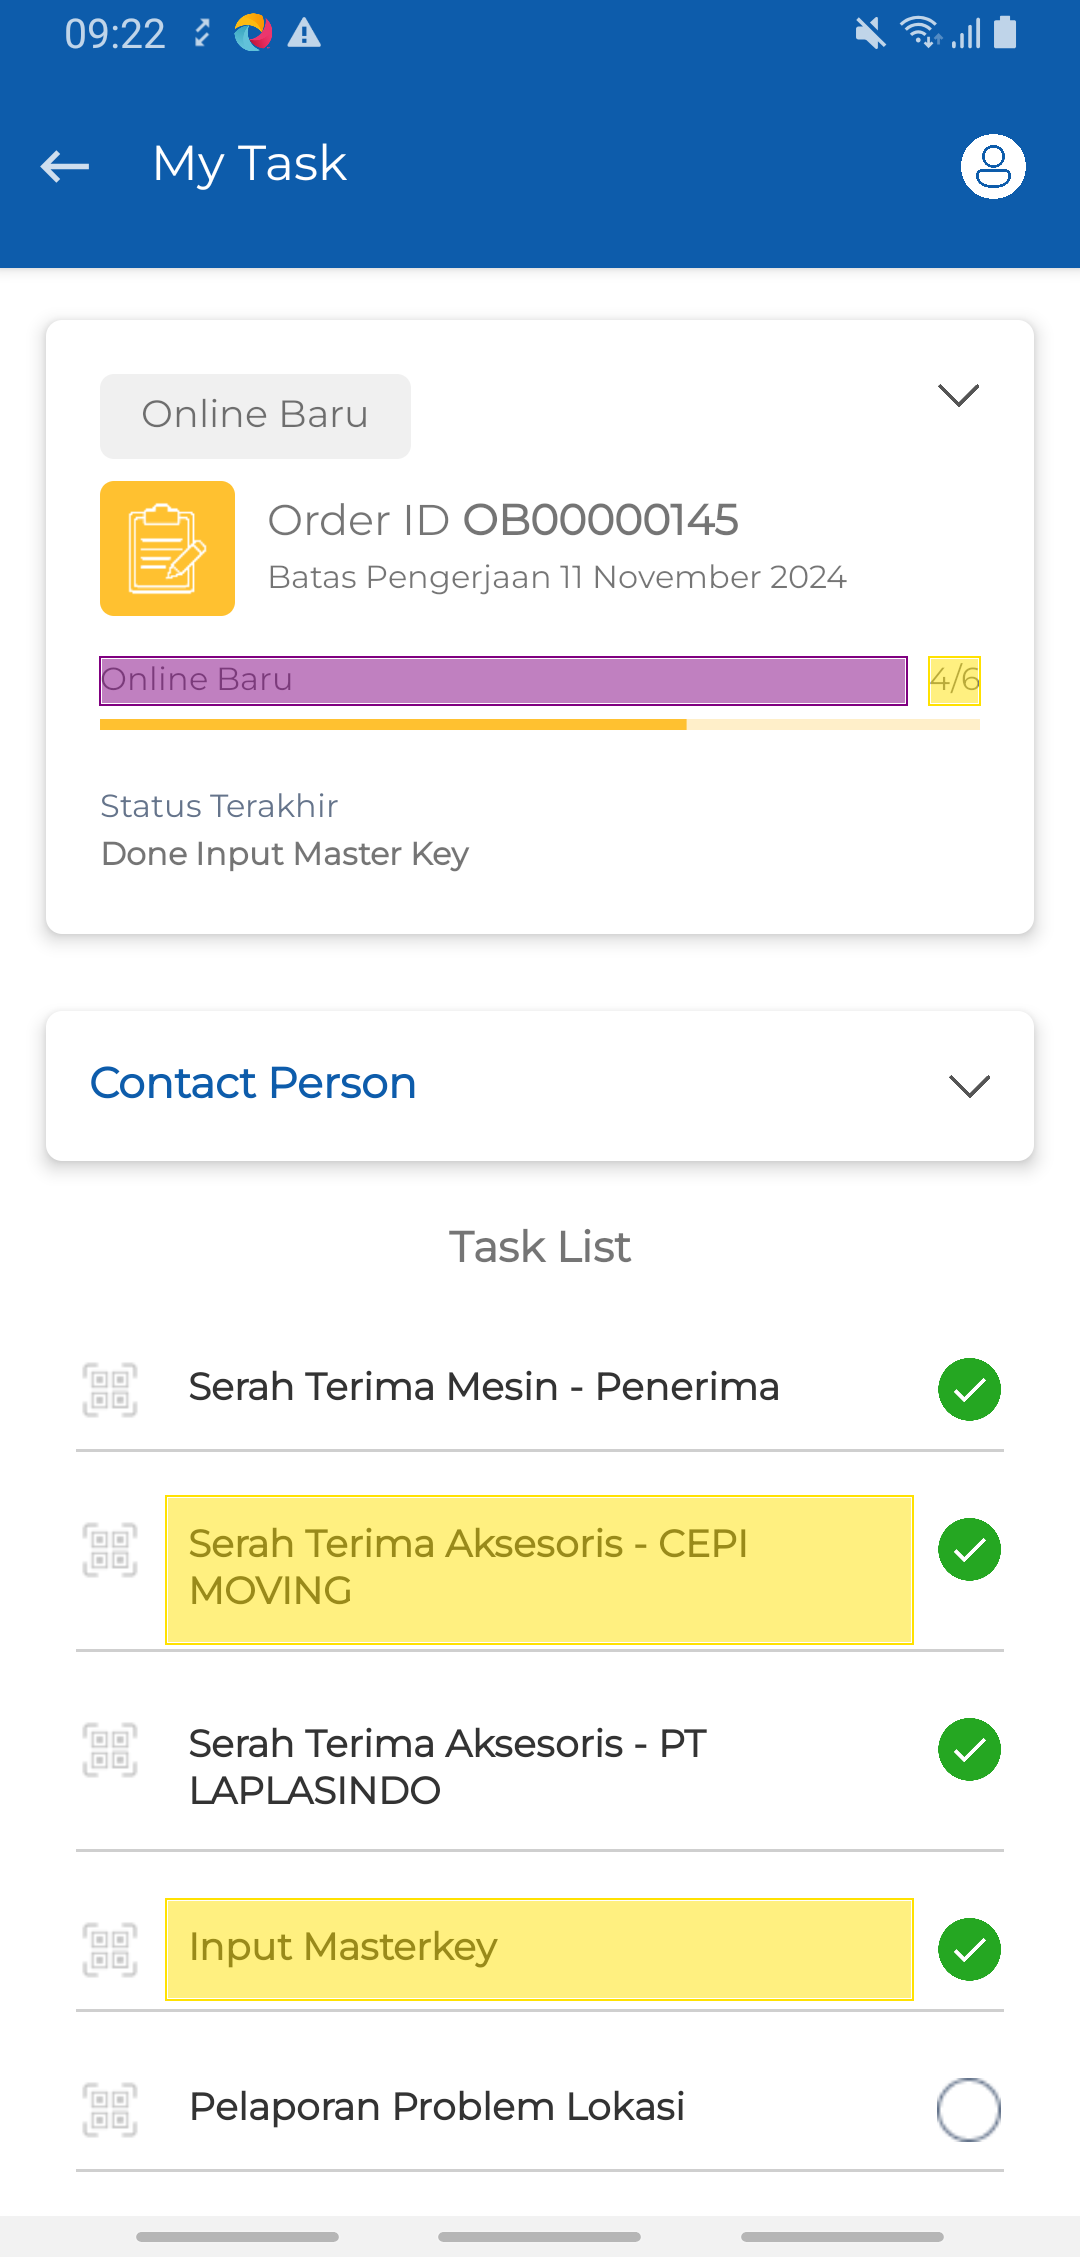 09:22
My Task
Online Baru
Order ID OB00000145
Batas Pengerjaan 11 November 2024
Online Baru
4/6
Status Terakhir
Done Input Master Key
Contact Person
Task List
Serah Terima Mesin - Penerima
Serah Terima Aksesoris - CEPI
MOVING
Serah Terima Aksesoris - PT
LAPLASINDO
Input Masterkey
Pelaporan Problem Lokasi